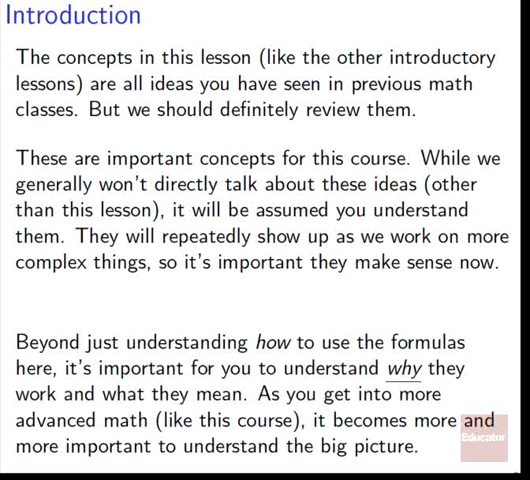 Introduction
The concepts in this lesson (like the other introductory
lessons) are all ideas you have seen in previous math
classes. But we should definitely review them.
These are important concepts for this course. While we
generally won't directly talk about these ideas (other
than this lesson), it will be assumed you understand
them. They will repeatedly show up as we work on more
complex things, so it's important they make sense now.
Beyond just understanding how to use the formulas
here, it's important for you to understand why they
work and what they mean. As you get into more
advanced math (like this course), it becomes more and
more important to understand the big picture.
Educator